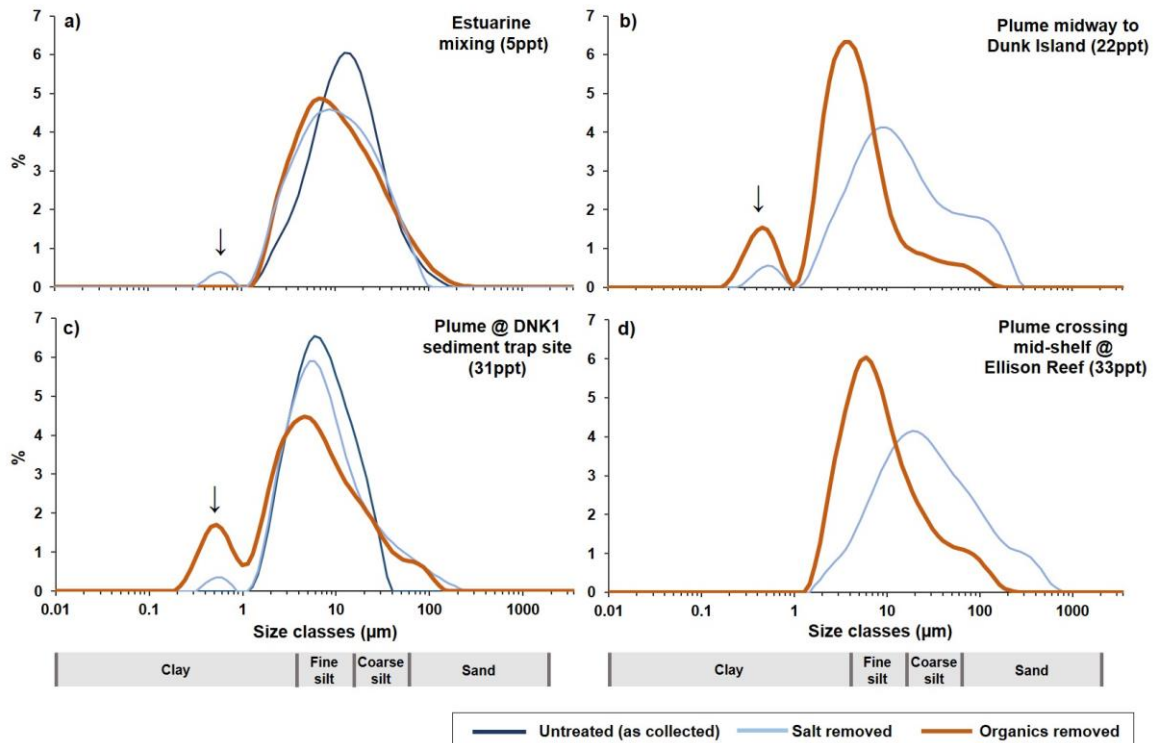 a)
Estuarine
mixing (5ppt)
7
6
5
4
3
2
1
0
%
↓
b)
Plume midway to
Dunk Island (22ppt)
7
6
5
4
3
2
1
0
↓
c)
Plume @ DNK1
sediment trap site
(31ppt)
7
6
5
4
3
2
1
0
%
↓
0.01 0.1 1 10 100 1000
Size classes (µm)
d)
Plume crossing
mid-shelf @
Ellison Reef (33ppt)
7
6
5
4
3
2
1
0
0.01 0.1 1 10 100 1000
Size classes (µm)
Clay Fine silt Coarse silt Sand
Clay Fine silt Coarse silt Sand
Untreated (as collected) Salt removed Organics removed